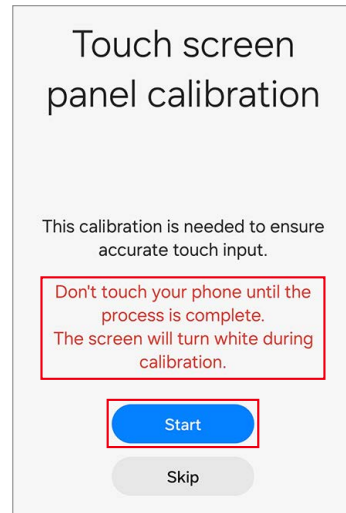 Touch screen
panel calibration
This calibration is needed to ensure
accurate touch input.
Don't touch your phone until the
process is complete.
The screen will turn white during
calibration.
Start
Skip